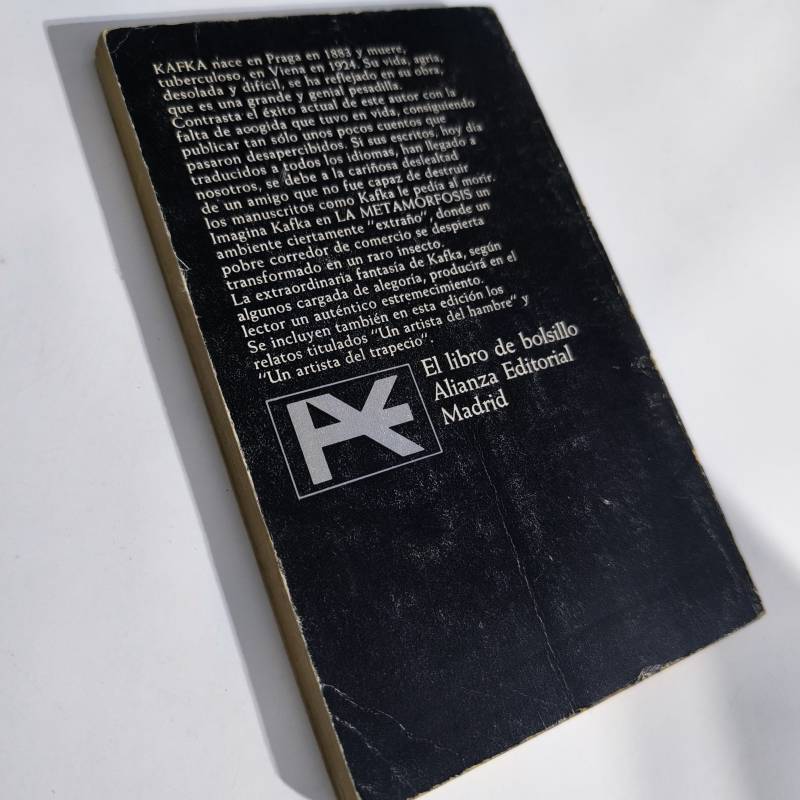 KAFKA nace en Praga en 1883 y muere,
tuberculoso, en Viena en 1924. Su vida, agria,
desolada y difícil, se ha reflejado en su obra,
que es una grande y genial pesadilla.
Contrasta el éxito actual de este autor con la
falta de acogida que tuvo en vida, consiguiendo
publicar tan sólo unos pocos cuentos que
pasaron desapercibidos. Si sus escritos, hoy día
traducidos a todos los idiomas, han llegado a
nosotros, se debe a la cariñosa deslealtad
de un amigo que no fue capaz de destruir
los manuscritos como Kafka le pedía al morir.
Imagina Kafka en LA METAMORFOSIS un
ambiente ciertamente "extraño", donde un
pobre corredor de comercio se despierta
transformado en un raro insecto.
La extraordinaria fantasía de Kafka, según
algunos cargada de alegoría, producirá en el
lector un auténtico estremecimiento.
Se incluyen también en esta edición los
relatos titulados "Un artista del hambre" y
"Un artista del trapecio".
El libro de bolsillo
Alianza Editorial
Madrid